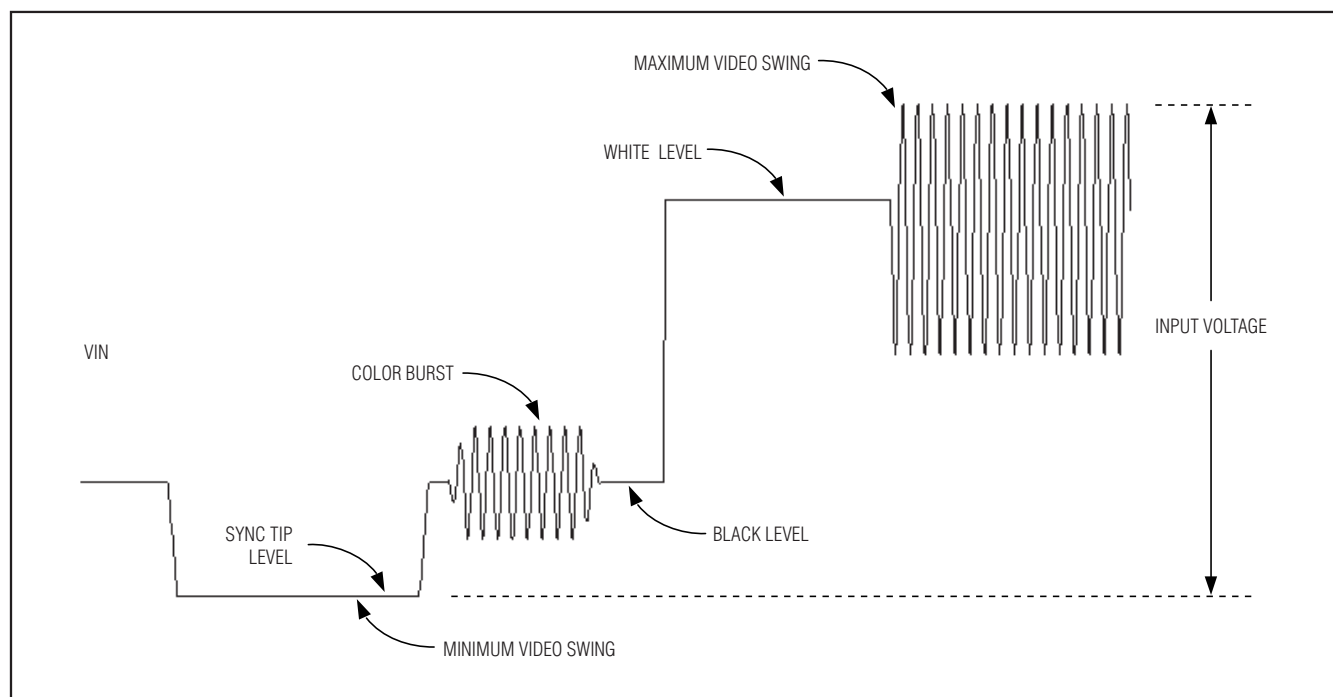 MAXIMUM VIDEO SWING
WHITE LEVEL
INPUT VOLTAGE
VIN
COLOR BURST
SYNC TIP
LEVEL
BLACK LEVEL
MINIMUM VIDEO SWING